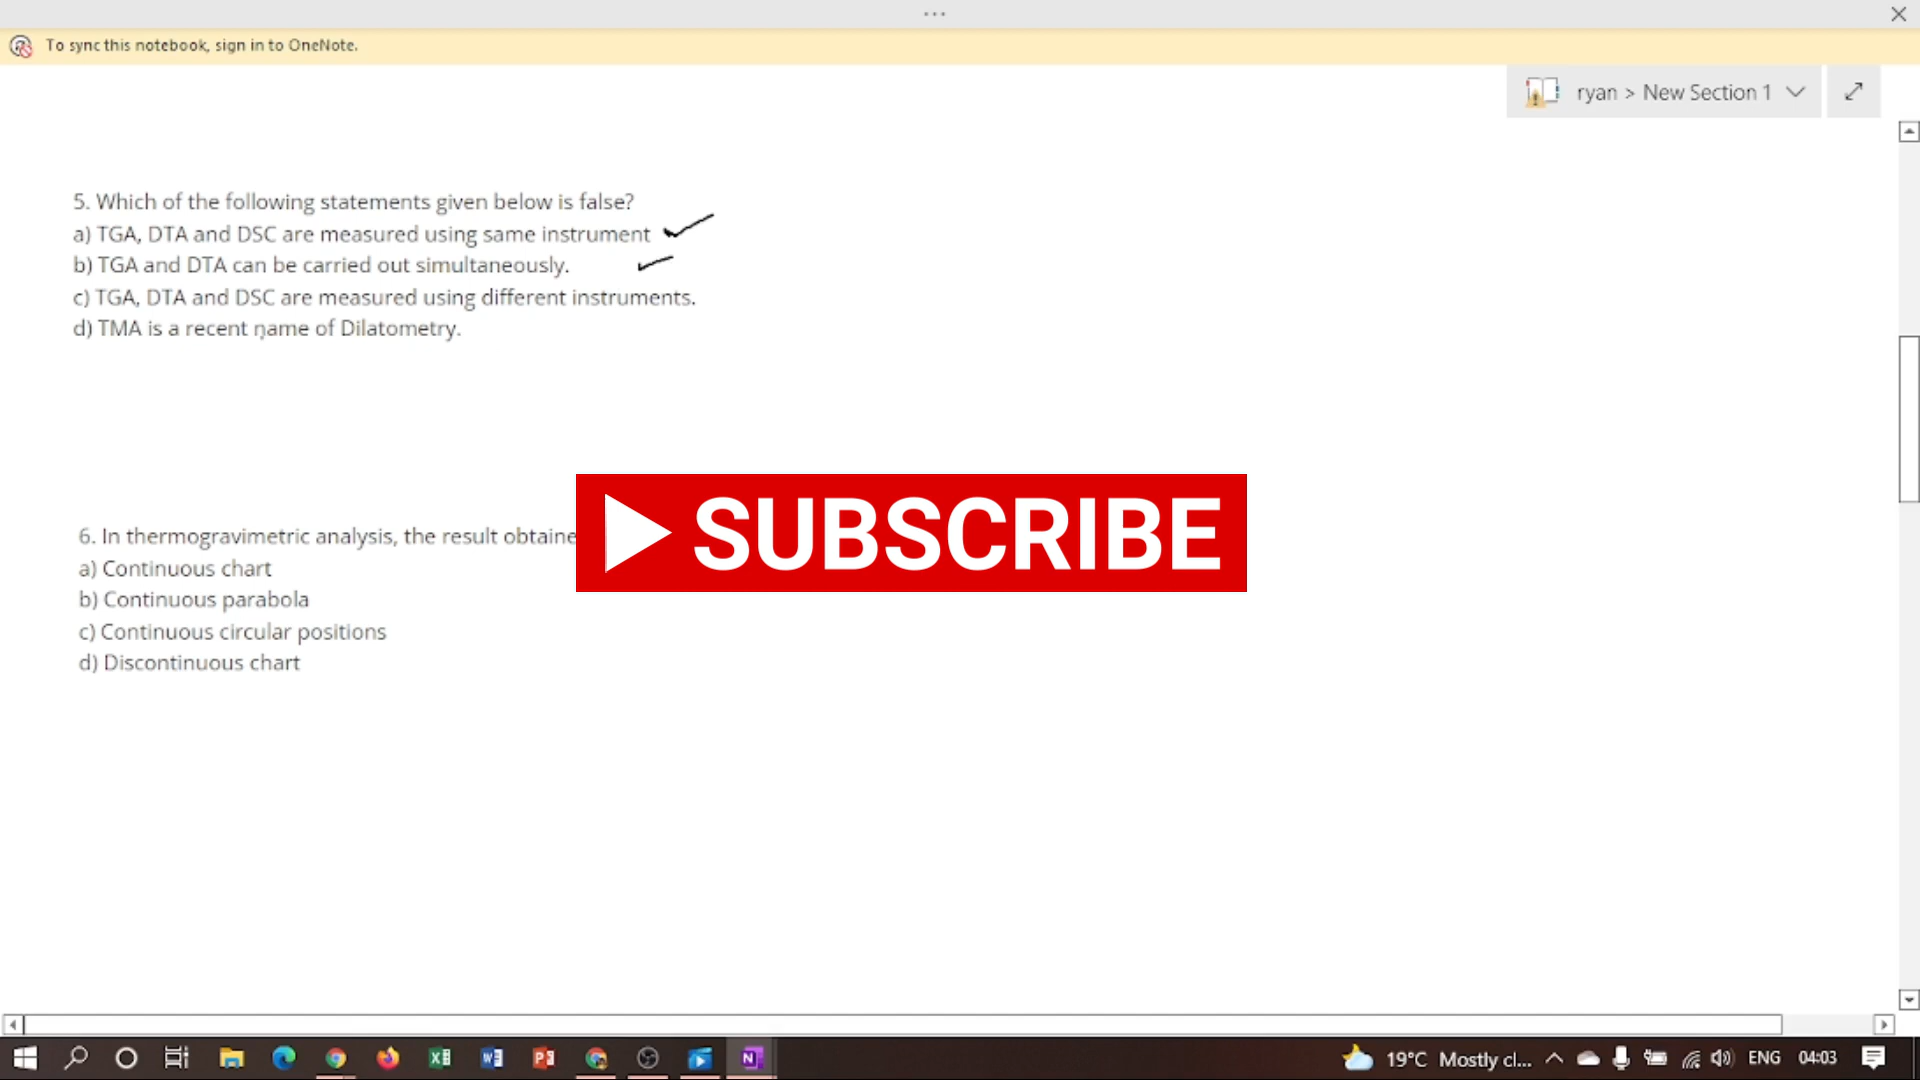 To sync this notebook, sign in to OneNote.
ryan > New Section 1
5. Which of the following statements given below is false?
a) TGA, DTA and DSC are measured using same instrument
b) TGA and DTA can be carried out simultaneously.
c) TGA, DTA and DSC are measured using different instruments.
d) TMA is a recent name of Dilatometry.
6. In thermogravimetric analysis, the result obtaine
SUBSCRIBE
a) Continuous chart
b) Continuous parabola
c) Continuous circular positions
d) Discontinuous chart
19°C Mostly cl... ENG 04:03